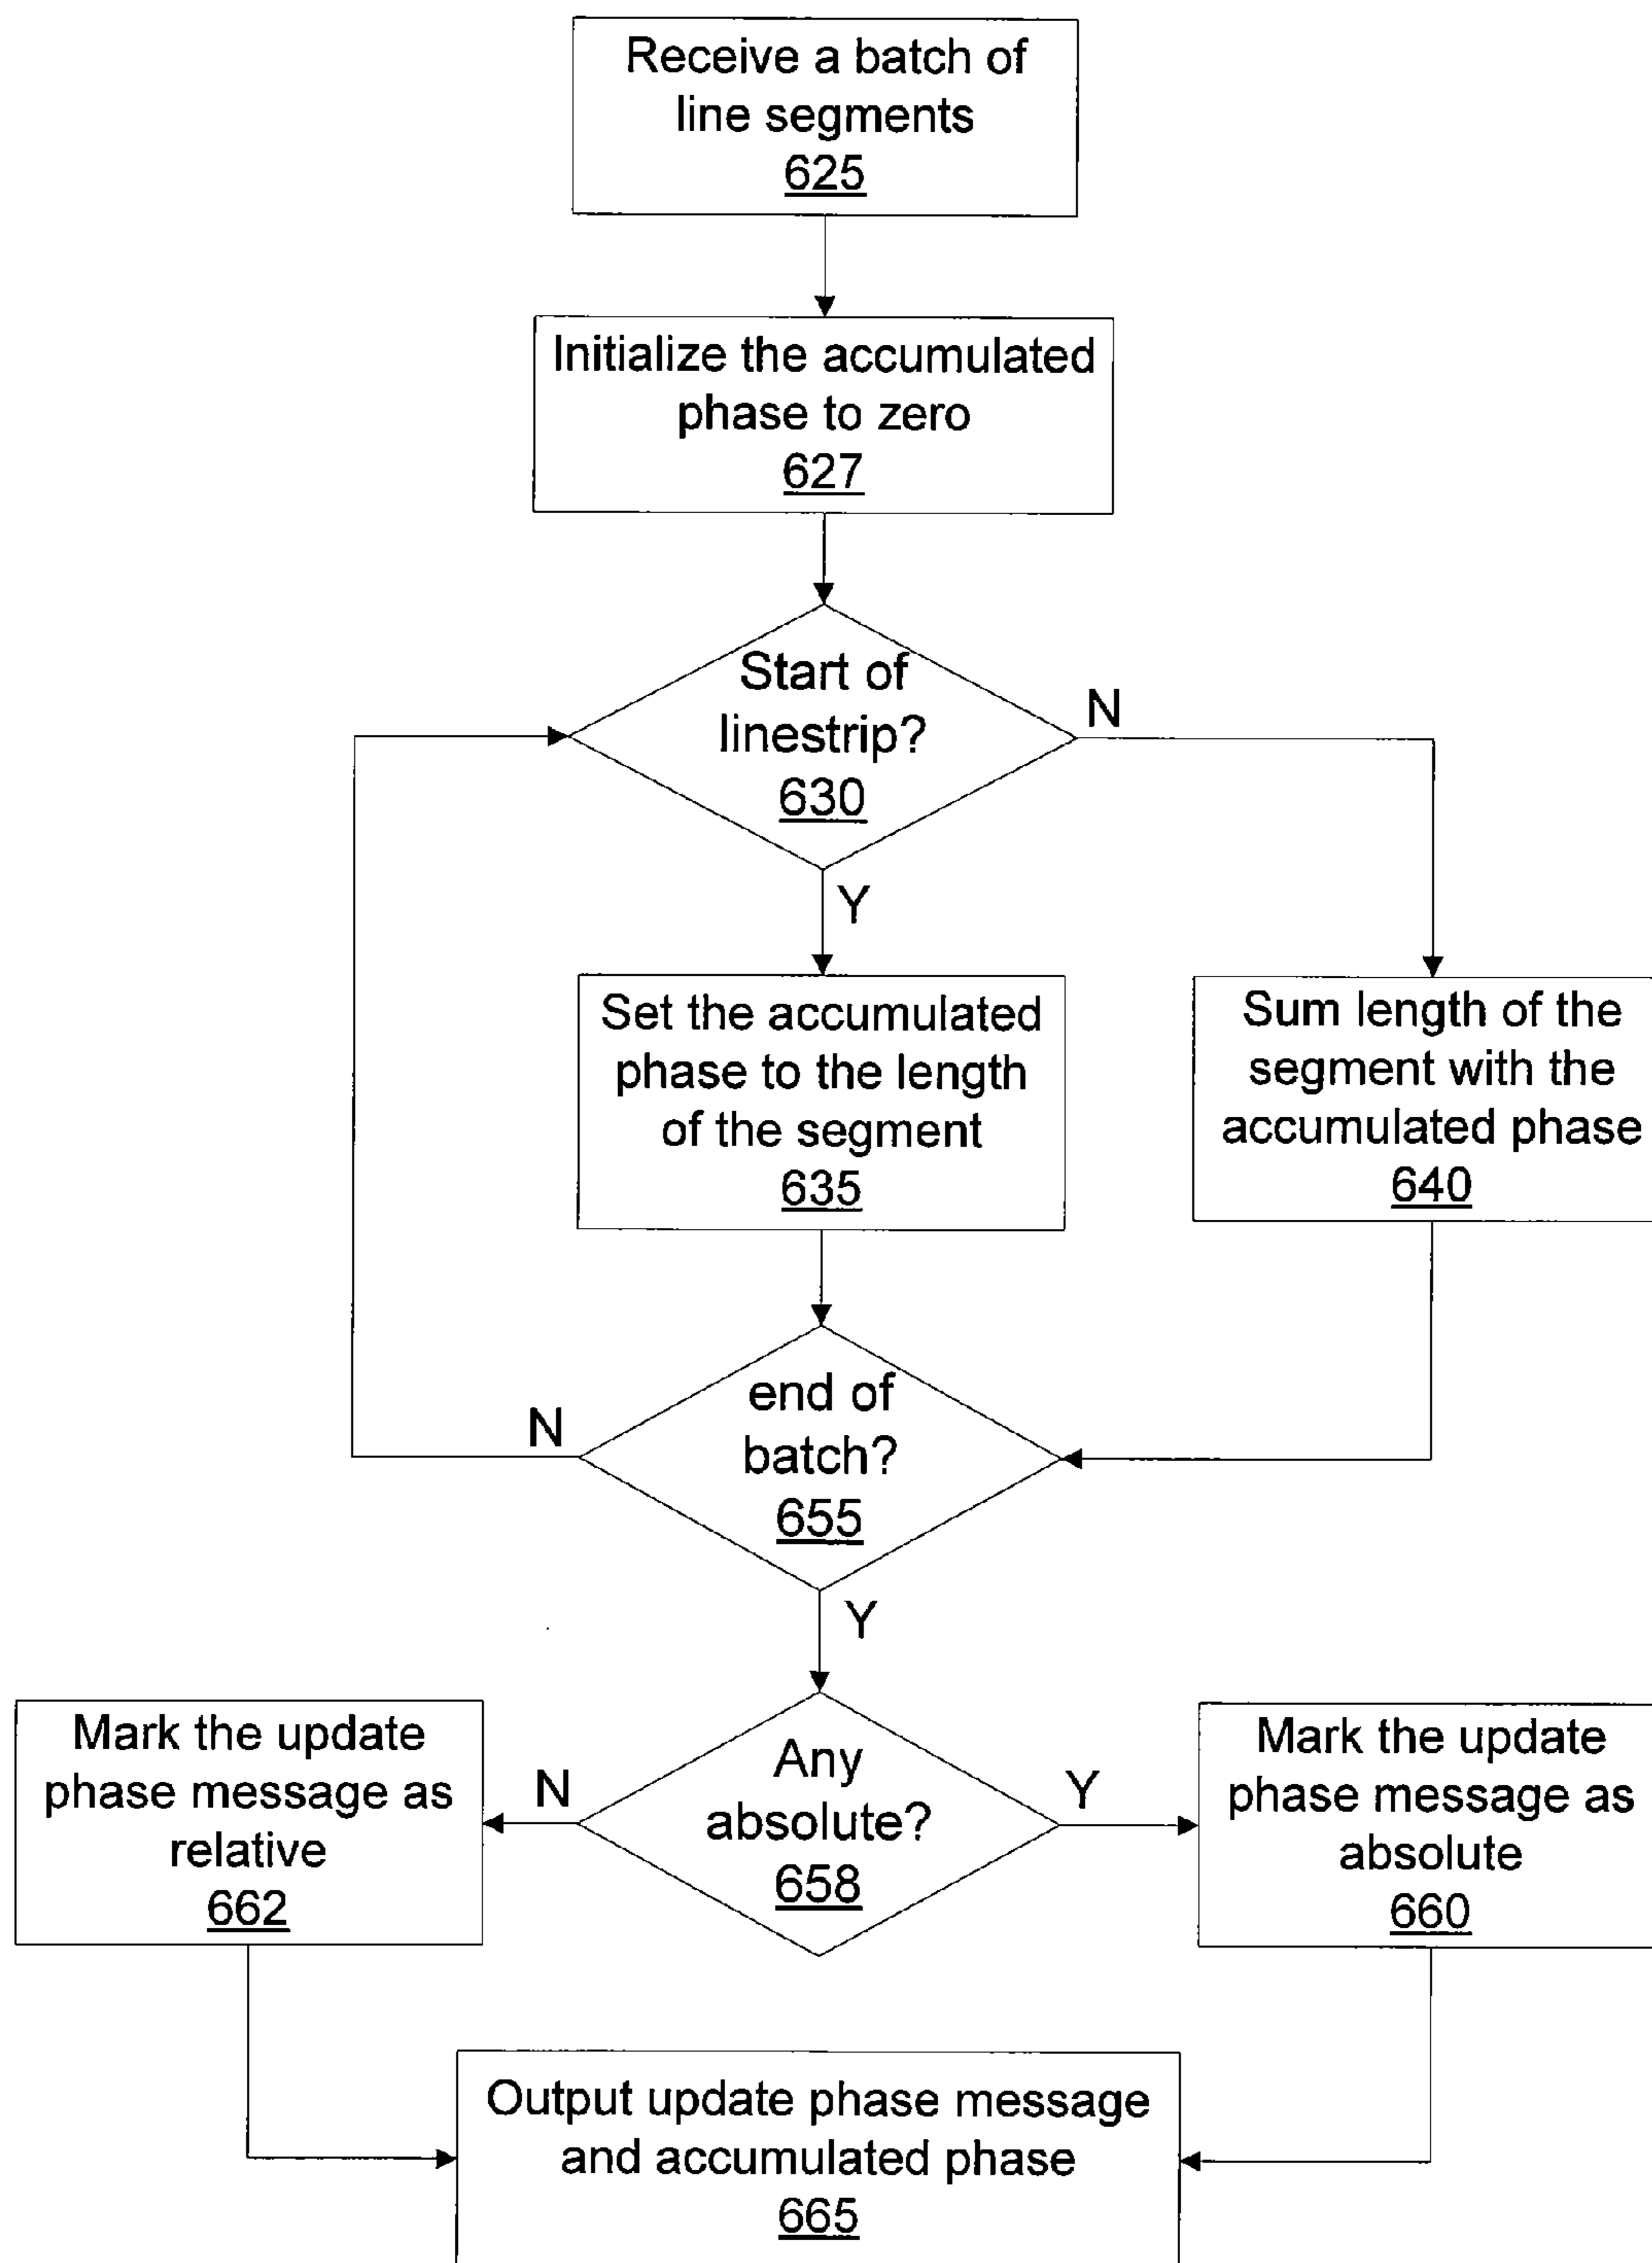 Receive a batch of
line segments
625
Initialize the accumulated
phase to zero
627
Start of
linestrip?
630
N
Y
Set the accumulated
phase to the length
of the segment
635
Sum length of the
segment with the
accumulated phase
640
end of
batch?
655
N
Y
Any
absolute?
658
N
Y
Mark the update
phase message as
relative
662
Mark the update
phase message as
absolute
660
Output update phase message
and accumulated phase
665